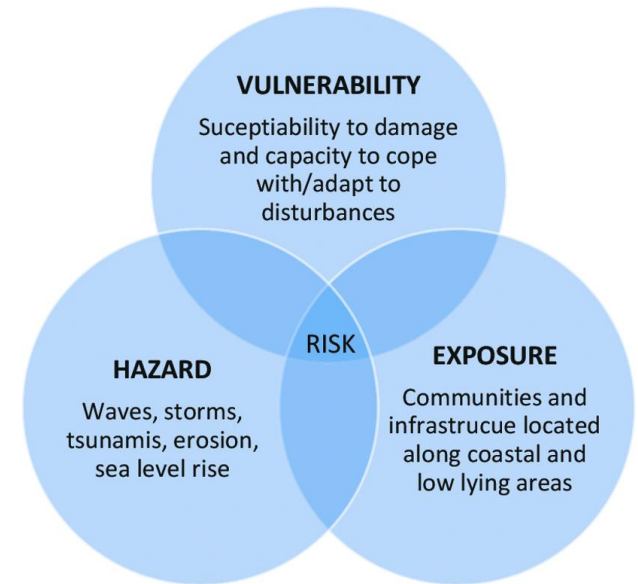 VULNERABILITY
Suceptiability to damage
and capacity to cope
with/adapt to
disturbances
RISK
HAZARD
Waves, storms,
tsunamis, erosion,
sea level rise
EXPOSURE
Communities and
infrastrucue located
along coastal and
low lying areas